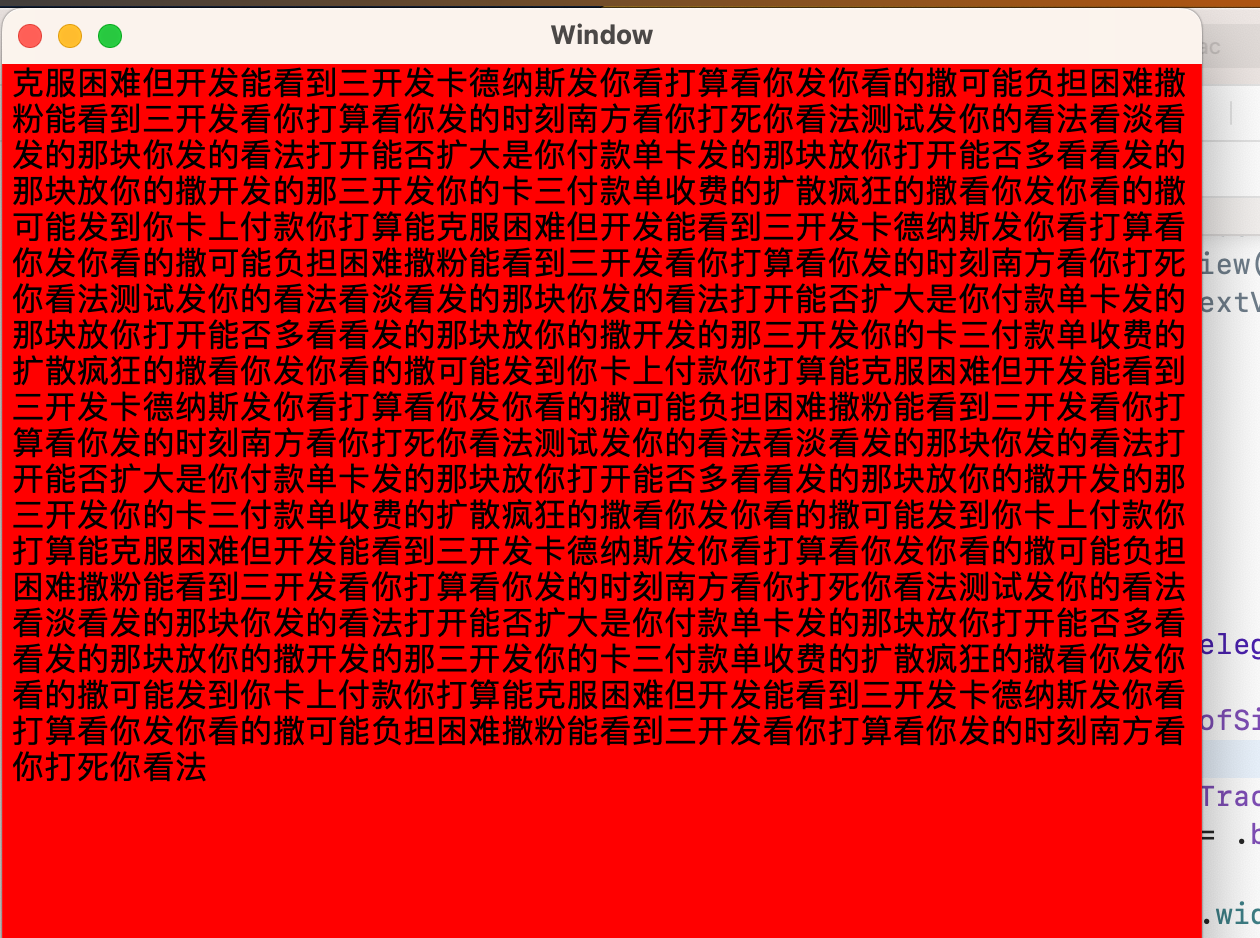 Window
克服困难但开发能看到三开发卡德纳斯发你看打算看你发你看的撒可能负担困难撒
粉能看到三开发看你打算看你发的时刻南方看你打死你看法测试发你的看法看淡看
发的那块你发的看法打开能否扩大是你付款单卡发的那块放你打开能否多看看发的
那块放你的撒开发的那三开发你的卡三付款单收费的扩散疯狂的撒看你发你看的撒
可能发到你卡上付款你打算能克服困难但开发能看到三开发卡德纳斯发你看打算看
你发你看的撒可能负担困难撒粉能看到三开发看你打算看你发的时刻南方看你打死
你看法测试发你的看法看淡看发的那块你发的看法打开能否扩大是你付款单卡发的
那块放你打开能否多看看发的那块放你的撒开发的那三开发你的卡三付款单收费的
扩散疯狂的撒看你发你看的撒可能发到你卡上付款你打算能克服困难但开发能看到
三开发卡德纳斯发你看打算看你发你看的撒可能负担困难撒粉能看到三开发看你打
算看你发的时刻南方看你打死你看法测试发你的看法看淡看发的那块你发的看法打
开能否扩大是你付款单卡发的那块放你打开能否多看看发的那块放你的撒开发的那
三开发你的卡三付款单收费的扩散疯狂的撒看你发你看的撒可能发到你卡上付款你
打算能克服困难但开发能看到三开发卡德纳斯发你看打算看你发你看的撒可能负担
困难撒粉能看到三开发看你打算看你发的时刻南方看你打死你看法测试发你的看法
看淡看发的那块你发的看法打开能否扩大是你付款单卡发的那块放你打开能否多看
看发的那块放你的撒开发的那三开发你的卡三付款单收费的扩散疯狂的撒看你发你
看的撒可能发到你卡上付款你打算能克服困难但开发能看到三开发卡德纳斯发你看
打算看你发你看的撒可能负担困难撒粉能看到三开发看你打算看你发的时刻南方看
你打死你看法
ac
iew(
extV
eleg
ofSi
Trac
= .b
.wid